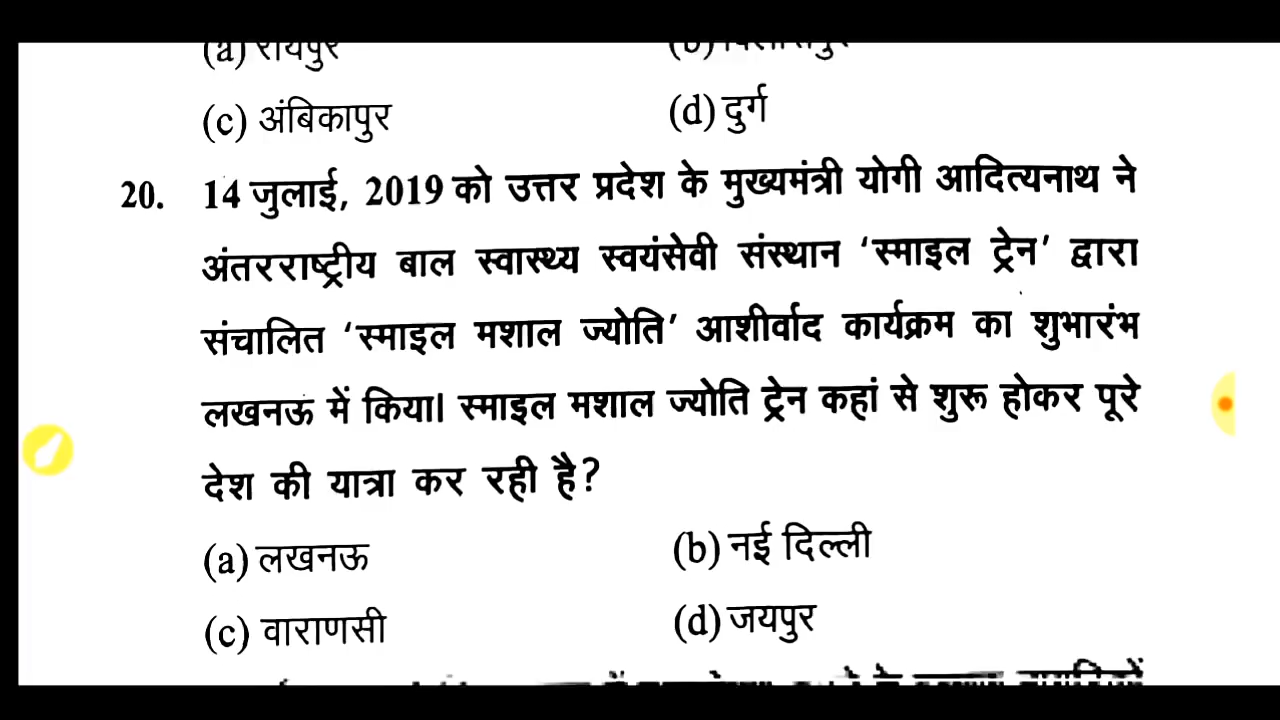 (a) रायपुर
(c) अंबिकापुर (d) दुर्ग
20. 14 जुलाई, 2019 को उत्तर प्रदेश के मुख्यमंत्री योगी आदित्यनाथ ने
अंतरराष्ट्रीय बाल स्वास्थ्य स्वयंसेवी संस्थान ‘स्माइल ट्रेन’ द्वारा
संचालित ‘स्माइल मशाल ज्योति’ आशीर्वाद कार्यक्रम का शुभारंभ
लखनऊ में किया। स्माइल मशाल ज्योति ट्रेन कहां से शुरू होकर पूरे
देश की यात्रा कर रही है?
(a) लखनऊ (b) नई दिल्ली
(c) वाराणसी (d) जयपुर